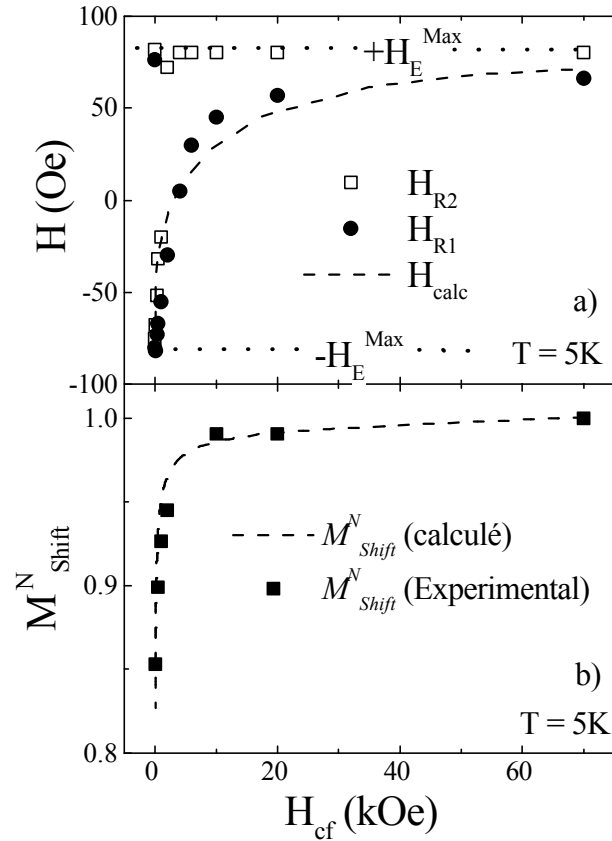 100
+H_E^Max
50
H (Oe)
H_R2
0
H_R1
H_calc
-50
a)
-H_E^Max
T = 5K
-100
1.0
M^N_Shift
M^N_Shift (calculé)
0.9
M^N_Shift (Experimental)
b)
T = 5K
0.8
0 20 40 60
H_cf (kOe)